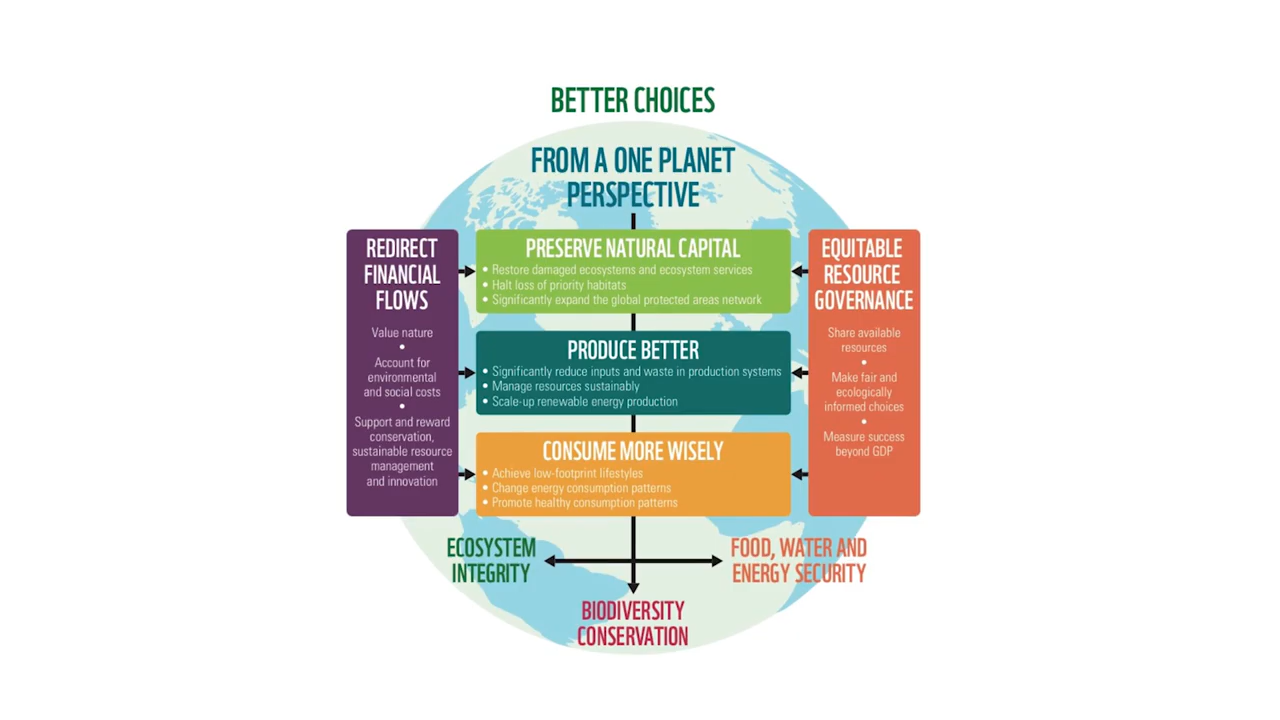 BETTER CHOICES
FROM A ONE PLANET
PERSPECTIVE
REDIRECT
FINANCIAL
FLOWS
Value nature
•
Account for
environmental
and social costs
•
Support and reward
conservation,
sustainable resource
management
and innovation
PRESERVE NATURAL CAPITAL
• Restore damaged ecosystems and ecosystem services
• Halt loss of priority habitats
• Significantly expand the global protected areas network
PRODUCE BETTER
• Significantly reduce inputs and waste in production systems
• Manage resources sustainably
• Scale-up renewable energy production
CONSUME MORE WISELY
• Achieve low-footprint lifestyles
• Change energy consumption patterns
• Promote healthy consumption patterns
EQUITABLE
RESOURCE
GOVERNANCE
Share available
resources
•
Make fair and
ecologically
informed choices
•
Measure success
beyond GDP
ECOSYSTEM
INTEGRITY
FOOD, WATER AND
ENERGY SECURITY
BIODIVERSITY
CONSERVATION